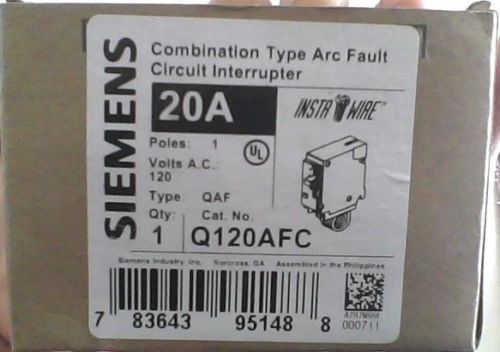 SIEMENS
Combination Type Arc Fault
Circuit Interrupter
20A
INSTA WIRE™
Poles: 1
UL
Volts A.C.:
120
Type: QAF
Qty: Cat. No.
1 Q120AFC
Siemens Industry, Inc. Norcross, GA Assembled in the Philippines
7 83643 95148 8
000711